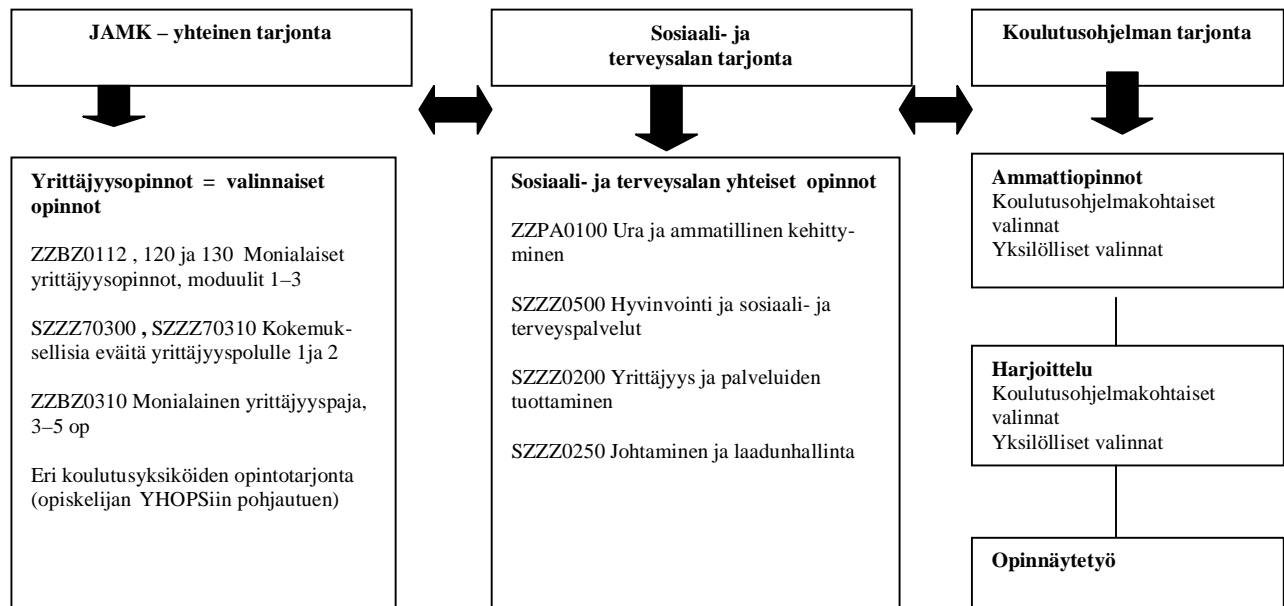 JAMK – yhteinen tarjonta
Sosiaali- ja
terveysalan tarjonta
Koulutusohjelman tarjonta
Yrittäjyysopinnot = valinnaiset
opinnot
ZZBZ0112 , 120 ja 130 Monialaiset
yrittäjyysopinnot, moduulit 1–3
SZZZ70300 , SZZZ70310 Kokemuk-
sellisia eväitä yrittäjyyspolulle 1ja 2
ZZBZ0310 Monialainen yrittäjyyspaja,
3–5 op
Eri koulutusyksiköiden opintotarjonta
(opiskelijan YHOPSiin pohjautuen)
Sosiaali- ja terveysalan yhteiset opinnot
ZZPA0100 Ura ja ammatillinen kehitty-
minen
SZZZ0500 Hyvinvointi ja sosiaali- ja
terveyspalvelut
SZZZ0200 Yrittäjyys ja palveluiden
tuottaminen
SZZZ0250 Johtaminen ja laadunhallinta
Ammattiopinnot
Koulutusohjelmakohtaiset
valinnat
Yksilölliset valinnat
Harjoittelu
Koulutusohjelmakohtaiset
valinnat
Yksilölliset valinnat
Opinnäytetyö